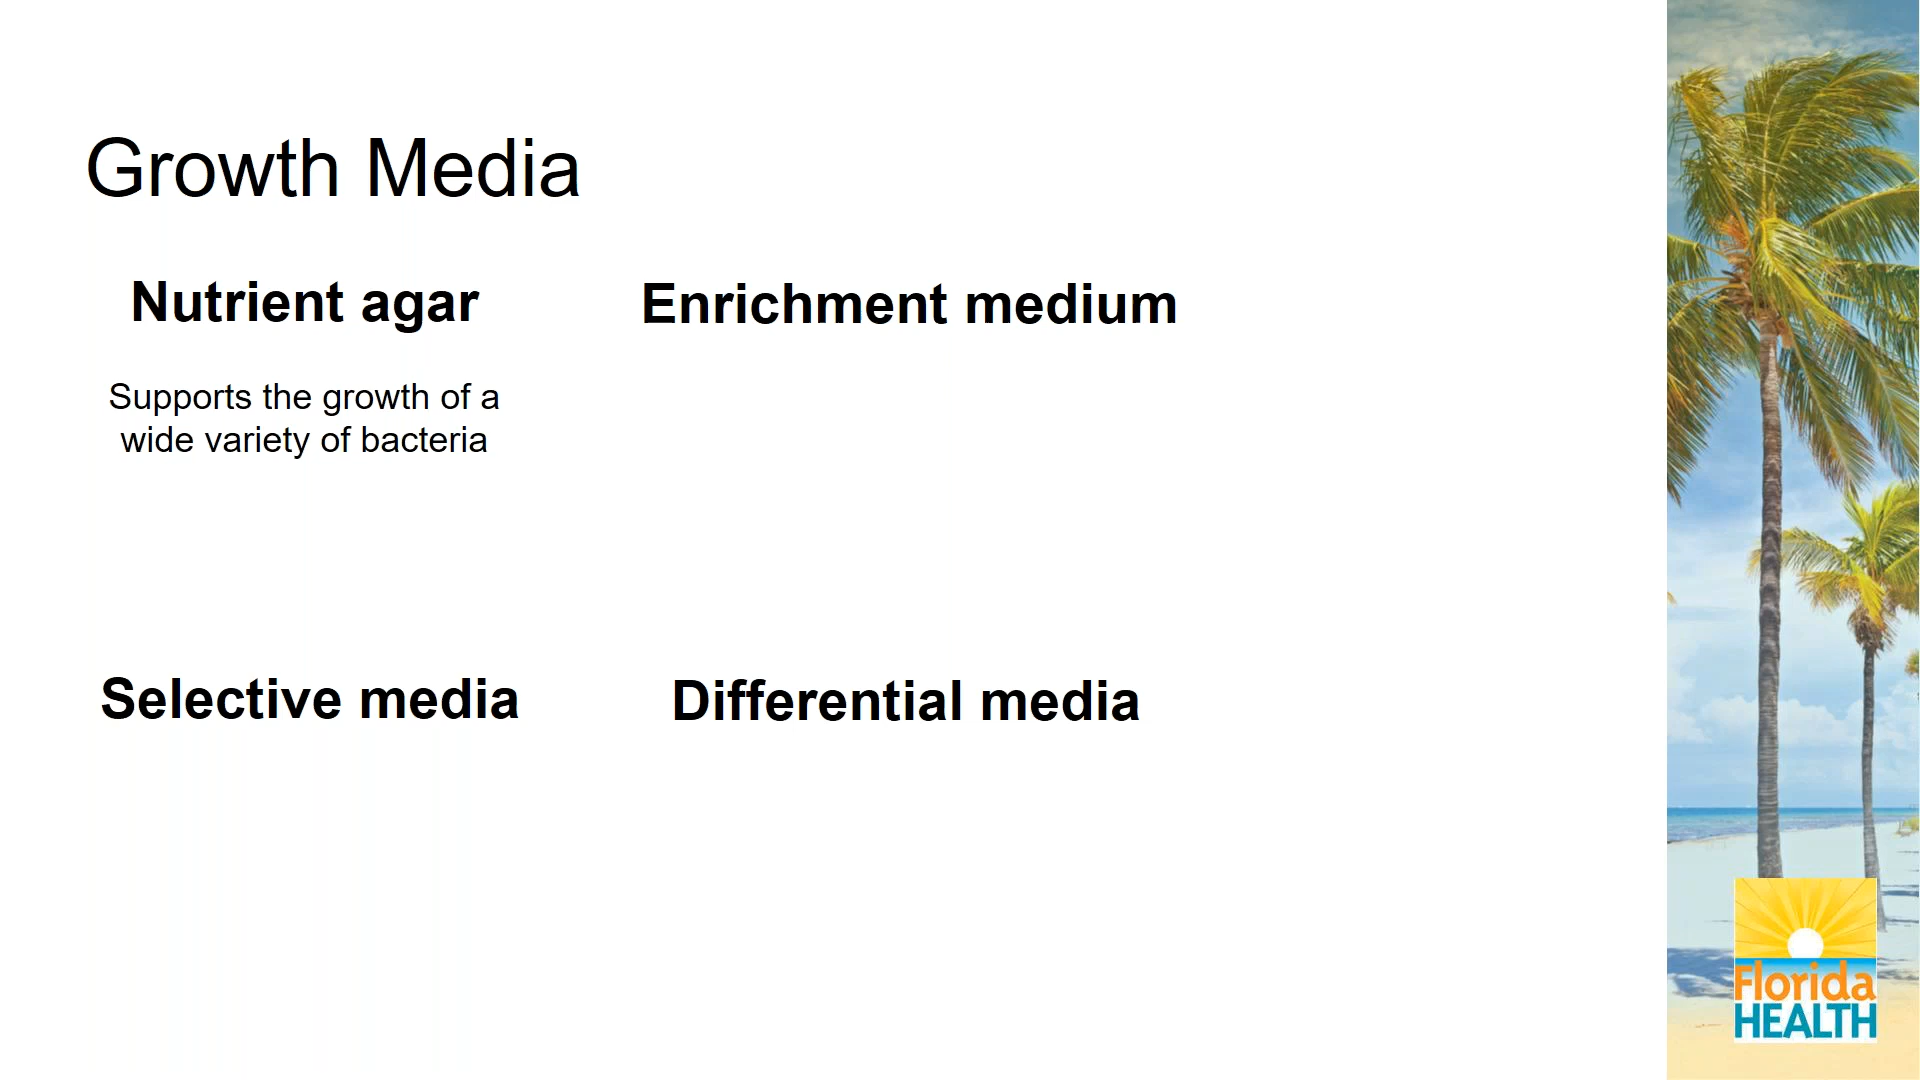 Growth Media
Nutrient agar
Supports the growth of a
wide variety of bacteria
Enrichment medium
Selective media
Differential media
Florida
HEALTH